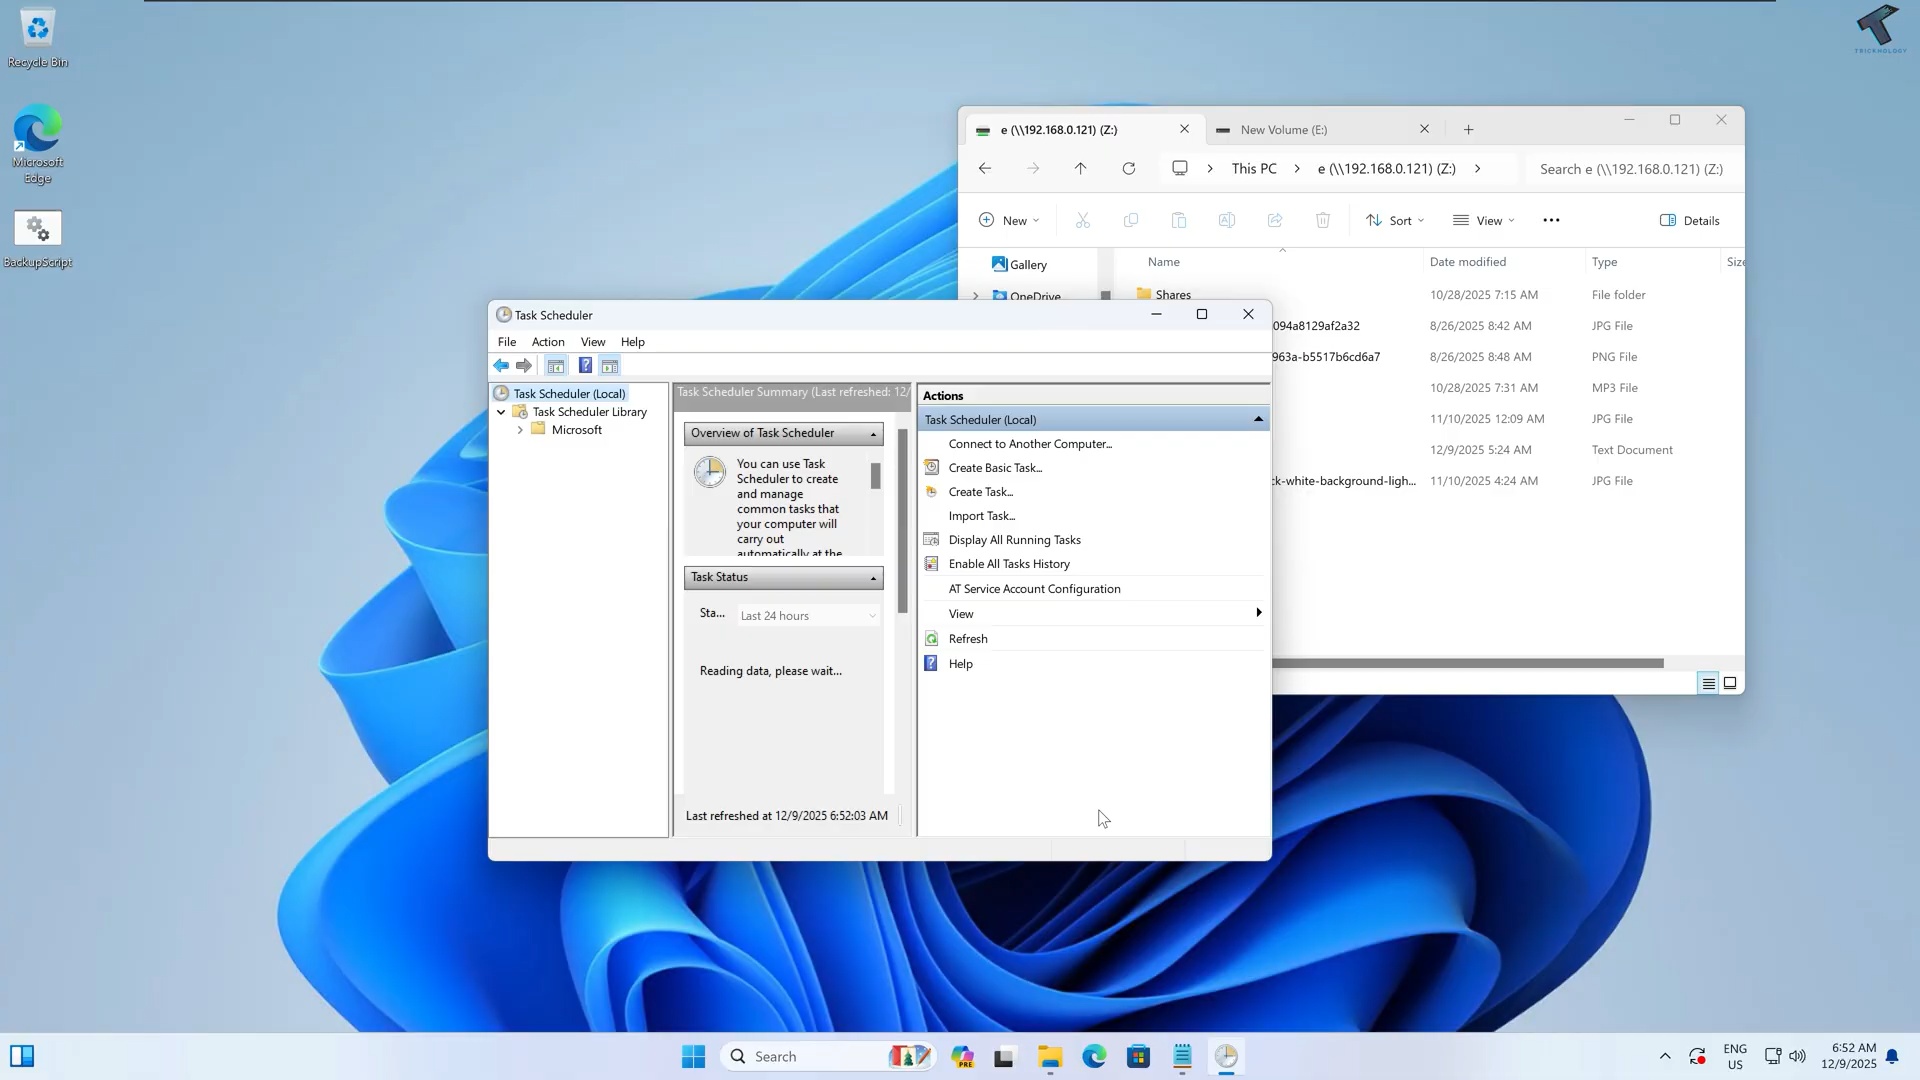 Recycle Bin
Microsoft
Edge
BackupScript
TRICKNOLOGY
e (\\192.168.0.121) (Z:)
New Volume (E:)
This PC
e (\\192.168.0.121) (Z:)
Search e (\\192.168.0.121) (Z:)
New
Sort
View
Details
Gallery
OneDrive
Name
Date modified
Type
Size
Shares
10/28/2025 7:15 AM
File folder
094a8129af2a32
8/26/2025 8:42 AM
JPG File
963a-b5517b6cd6a7
8/26/2025 8:48 AM
PNG File
10/28/2025 7:31 AM
MP3 File
11/10/2025 12:09 AM
JPG File
12/9/2025 5:24 AM
Text Document
ck-white-background-ligh...
11/10/2025 4:24 AM
JPG File
Task Scheduler
File
Action
View
Help
Task Scheduler (Local)
Task Scheduler Library
Microsoft
Task Scheduler Summary (Last refreshed: 12/
Overview of Task Scheduler
You can use Task
Scheduler to create
and manage
common tasks that
your computer will
carry out
automatically at the
Task Status
Sta...
Last 24 hours
Reading data, please wait...
Last refreshed at 12/9/2025 6:52:03 AM
Actions
Task Scheduler (Local)
Connect to Another Computer...
Create Basic Task...
Create Task...
Import Task...
Display All Running Tasks
Enable All Tasks History
AT Service Account Configuration
View
Refresh
Help
Search
PRE
ENG
US
6:52 AM
12/9/2025